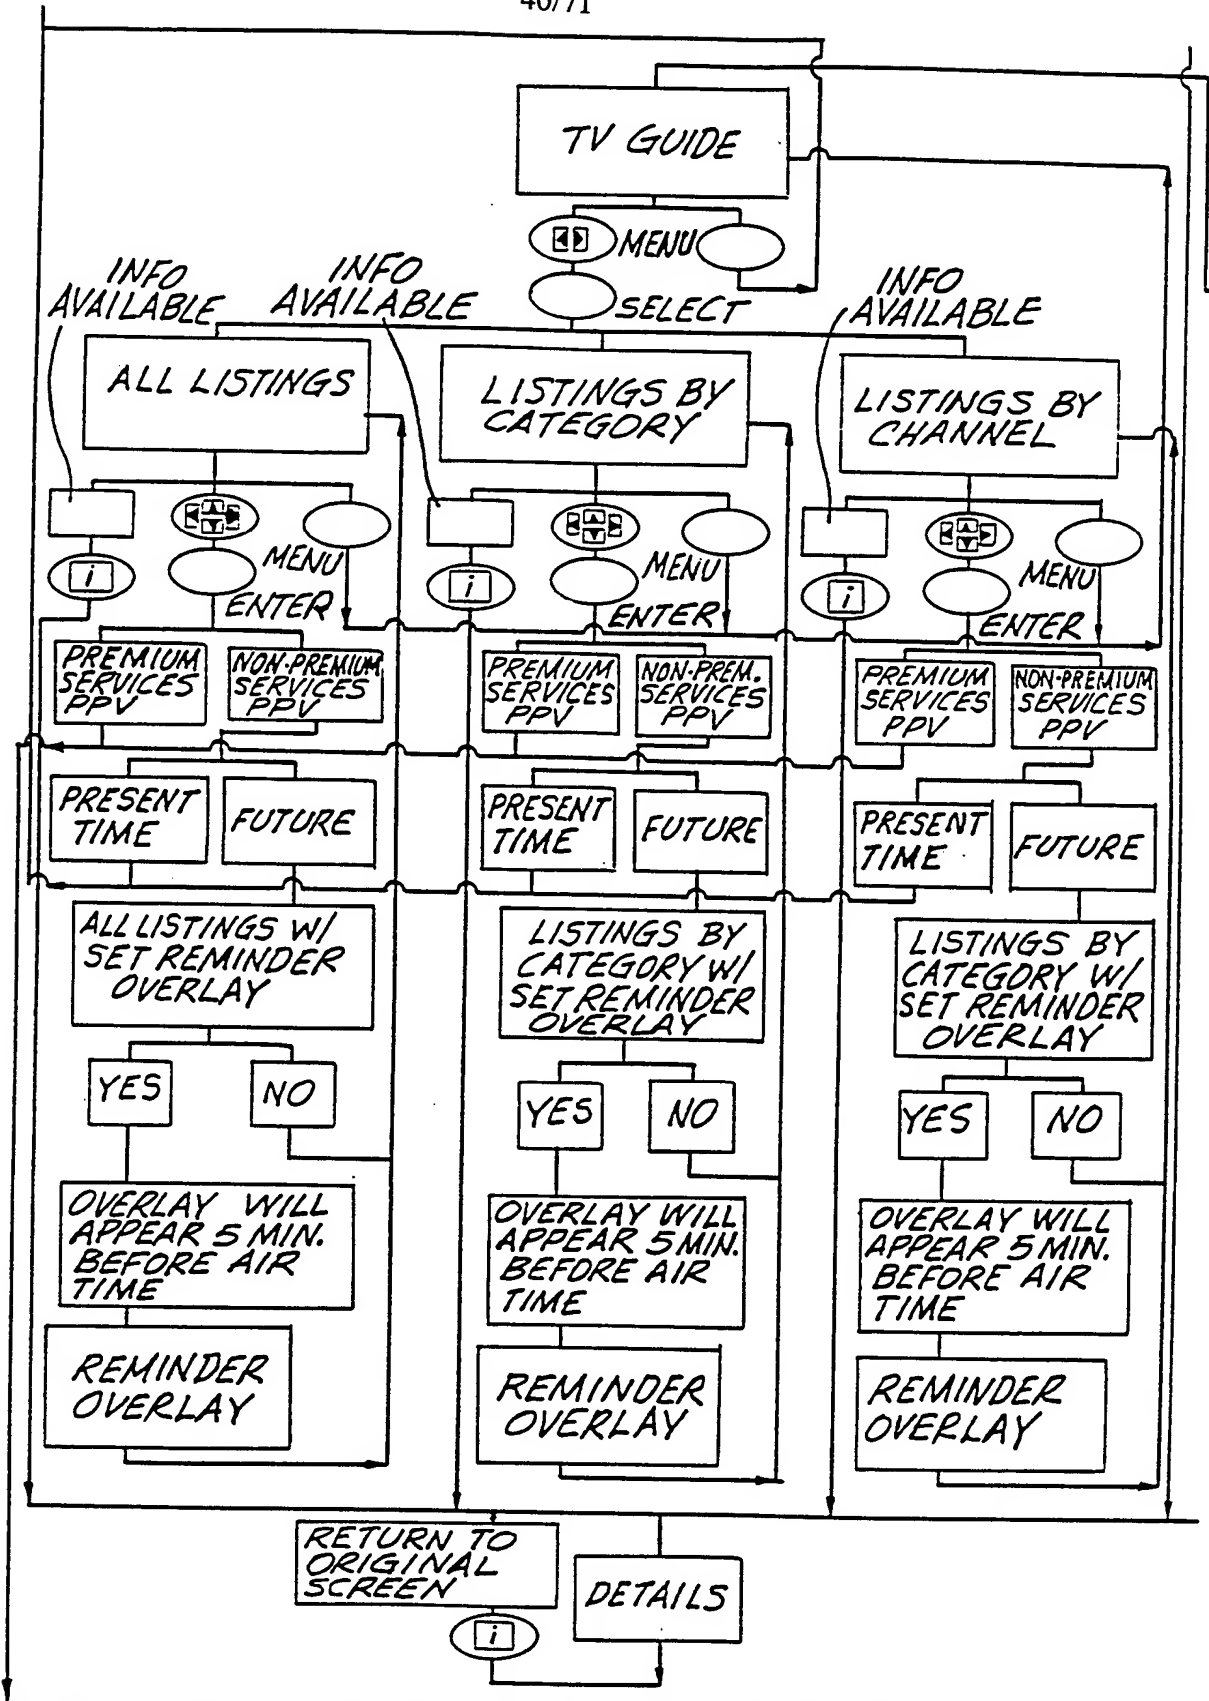 TV GUIDE
MENU
SELECT
INFO
AVAILABLE
INFO
AVAILABLE
INFO
AVAILABLE
ALL LISTINGS
LISTINGS BY
CATEGORY
LISTINGS BY
CHANNEL
i
MENU
ENTER
i
MENU
ENTER
i
MENU
ENTER
PREMIUM
SERVICES
PPV
NON-PREMIUM
SERVICES
PPV
PREMIUM
SERVICES
PPV
NON-PREM.
SERVICES
PPV
PREMIUM
SERVICES
PPV
NON-PREMIUM
SERVICES
PPV
PRESENT
TIME
FUTURE
PRESENT
TIME
FUTURE
PRESENT
TIME
FUTURE
ALL LISTINGS W/
SET REMINDER
OVERLAY
LISTINGS BY
CATEGORY W/
SET REMINDER
OVERLAY
LISTINGS BY
CATEGORY W/
SET REMINDER
OVERLAY
YES
NO
YES
NO
YES
NO
OVERLAY WILL
APPEAR 5 MIN.
BEFORE AIR
TIME
OVERLAY WILL
APPEAR 5 MIN.
BEFORE AIR
TIME
OVERLAY WILL
APPEAR 5 MIN.
BEFORE AIR
TIME
REMINDER
OVERLAY
REMINDER
OVERLAY
REMINDER
OVERLAY
RETURN TO
ORIGINAL
SCREEN
DETAILS
i